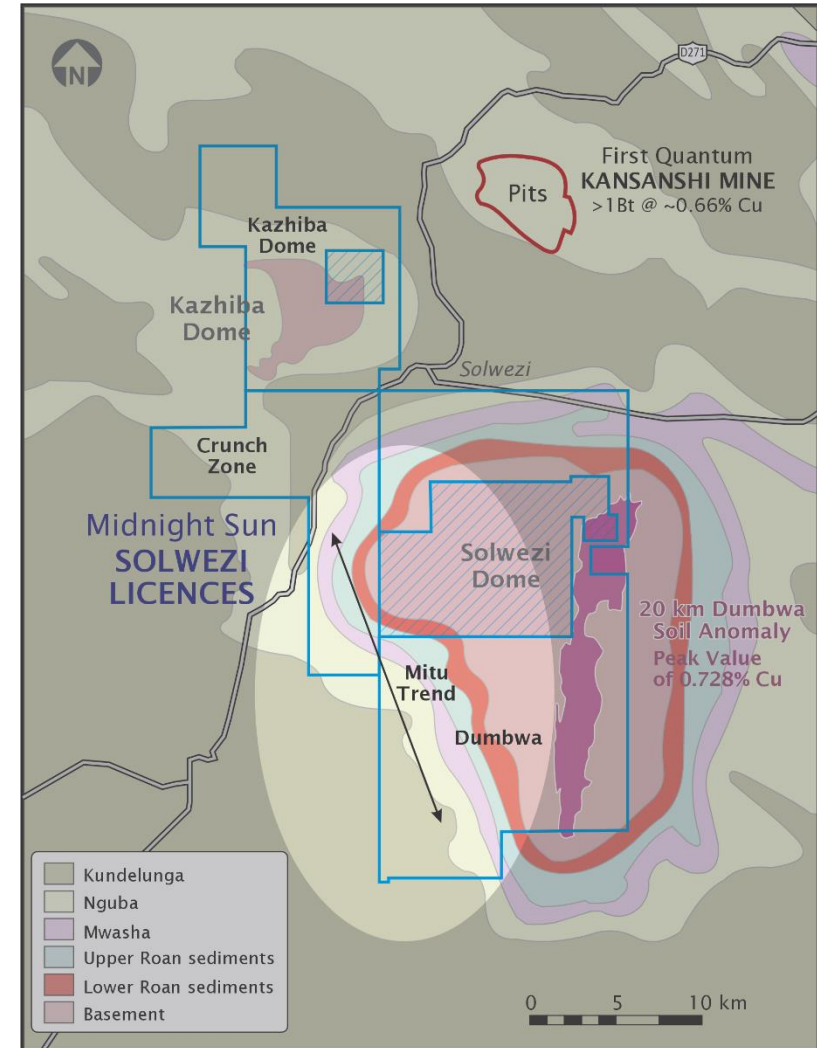 N
D271
First Quantum
KANSANSHI MINE
>1Bt @ ~0.66% Cu
Pits
Kazhiba
Dome
Kazhiba
Dome
Solwezi
Crunch
Zone
Midnight Sun
SOLWEZI
LICENCES
Solwezi
Dome
20 km Dumbwa
Soil Anomaly
Peak Value
of 0.728% Cu
Mitu
Trend
Dumbwa
Kundelunga
Nguba
Mwasha
Upper Roan sediments
Lower Roan sediments
Basement
0 5 10 km